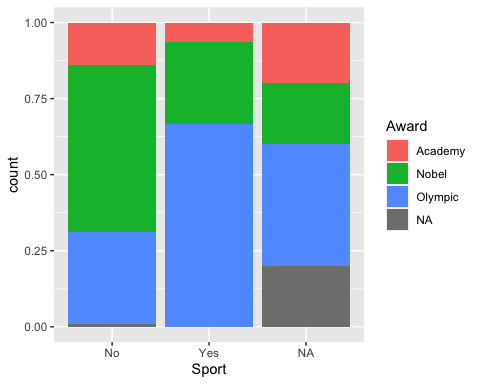 1.00
0.75
0.50
0.25
0.00
count
No Yes NA
Sport
Award
Academy
Nobel
Olympic
NA